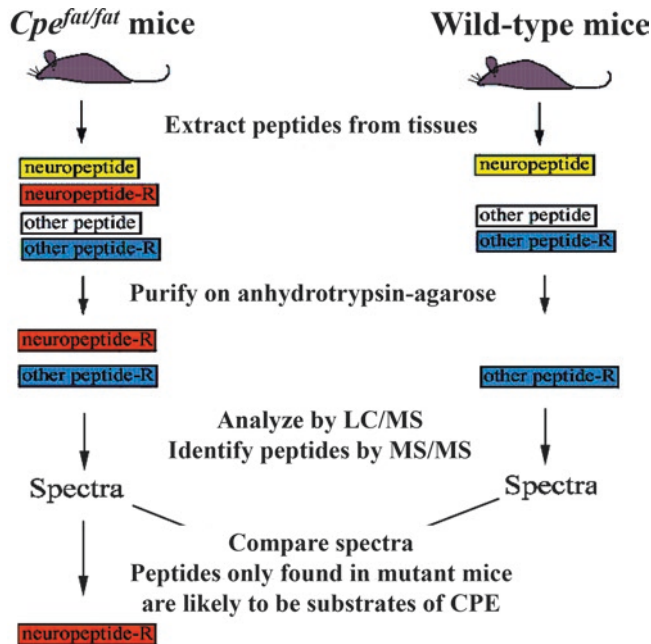 Cpefat/fat mice
Wild-type mice
Extract peptides from tissues
neuropeptide
neuropeptide
neuropeptide-R
other peptide
other peptide
other peptide-R
other peptide-R
Purify on anhydrotrypsin-agarose
neuropeptide-R
other peptide-R
other peptide-R
Analyze by LC/MS
Identify peptides by MS/MS
Spectra
Spectra
Compare spectra
Peptides only found in mutant mice
are likely to be substrates of CPE
neuropeptide-R